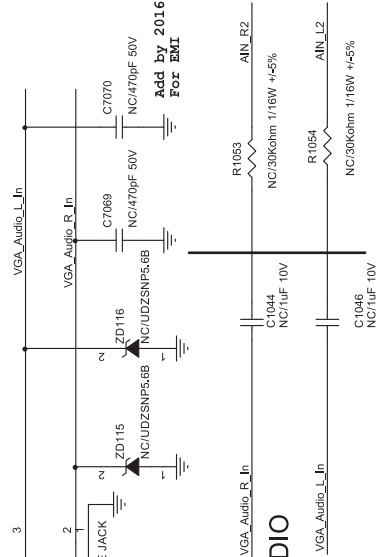 3
VGA_Audio_L_In
2
VGA_Audio_R_In
1
E JACK
2
ZD115
NC/UDZSNP5.6B
1
2
ZD116
NC/UDZSNP5.6B
1
C7069
NC/470pF 50V
C7070
NC/470pF 50V
Add by 2016
For EMI
VGA_Audio_R_In
C1044
NC/1uF 10V
R1053
NC/30Kohm 1/16W +/-5%
AIN_R2
DIO
VGA_Audio_L_In
C1046
NC/1uF 10V
R1054
NC/30Kohm 1/16W +/-5%
AIN_L2